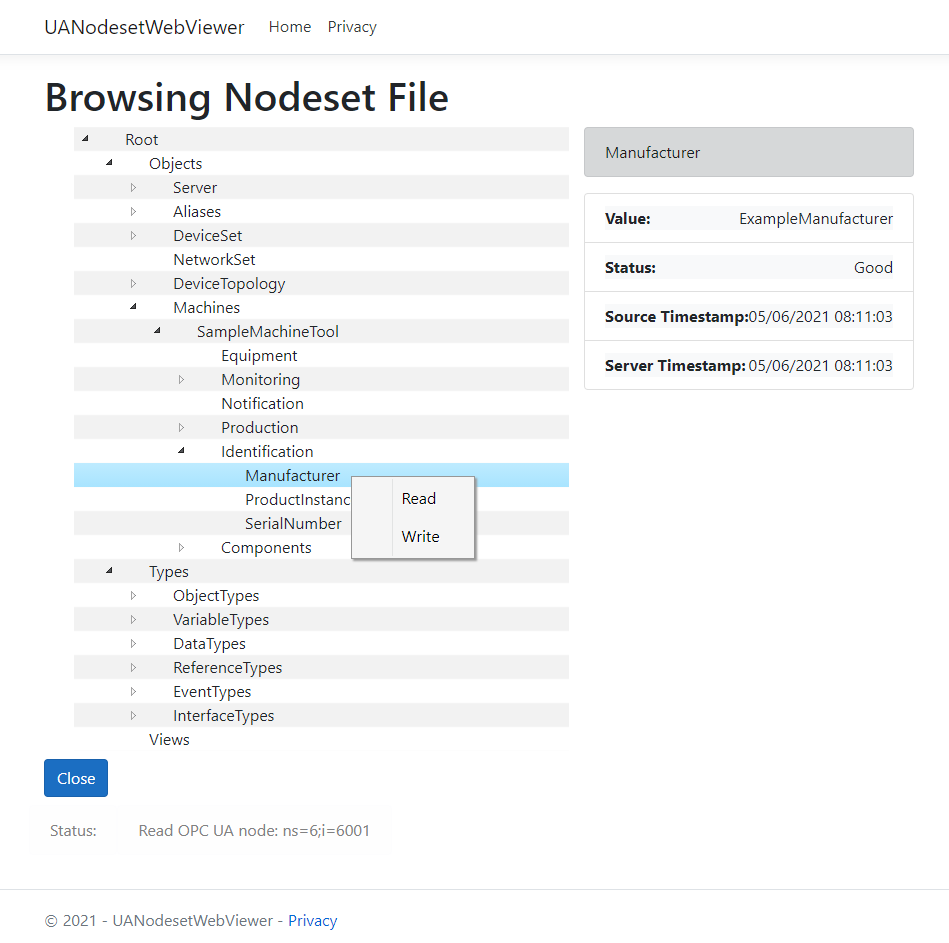 UANodesetWebViewer Home Privacy
Browsing Nodeset File
Root
Objects
Server
Aliases
DeviceSet
NetworkSet
DeviceTopology
Machines
SampleMachineTool
Equipment
Monitoring
Notification
Production
Identification
Manufacturer
ProductInstanc
SerialNumber
Components
Types
ObjectTypes
VariableTypes
DataTypes
ReferenceTypes
EventTypes
InterfaceTypes
Views
Read
Write
Manufacturer
Value: ExampleManufacturer
Status: Good
Source Timestamp:05/06/2021 08:11:03
Server Timestamp: 05/06/2021 08:11:03
Close
Status: Read OPC UA node: ns=6;i=6001
© 2021 - UANodesetWebViewer - Privacy